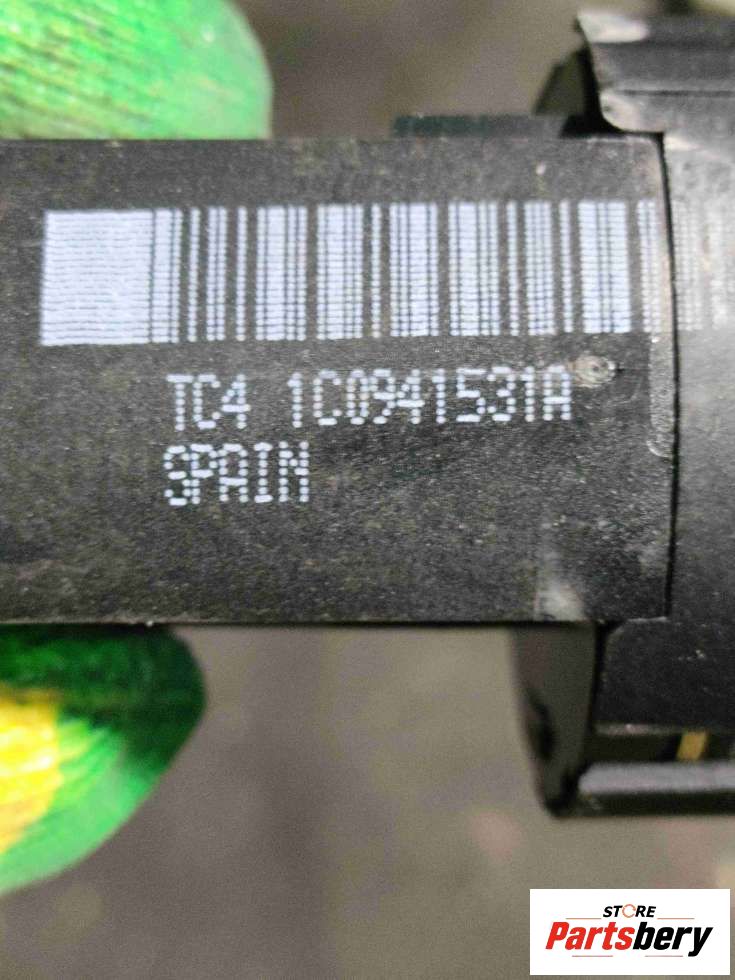 TC4 1C0941531A
SPAIN
STORE
Partsbery